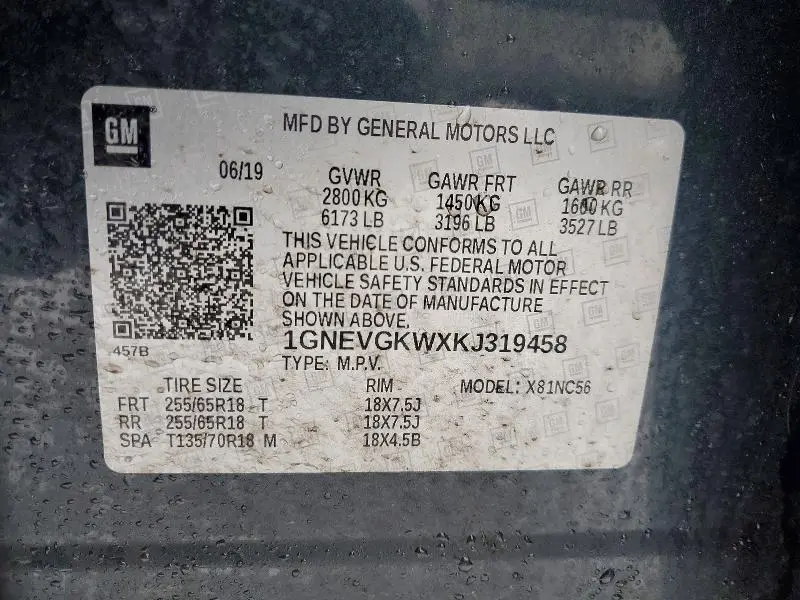 GM
MFD BY GENERAL MOTORS LLC
06/19 GVWR GAWR FRT GAWR RR
2800 KG 1450 KG 1600 KG
6173 LB 3196 LB 3527 LB
THIS VEHICLE CONFORMS TO ALL
APPLICABLE U.S. FEDERAL MOTOR
VEHICLE SAFETY STANDARDS IN EFFECT
ON THE DATE OF MANUFACTURE
SHOWN ABOVE.
1GNEVGKWXKJ319458
457B
TYPE: M.P.V.
TIRE SIZE RIM MODEL: X81NC56
FRT 255/65R18 T 18X7.5J
RR 255/65R18 T 18X7.5J
SPA T135/70R18 M 18X4.5B